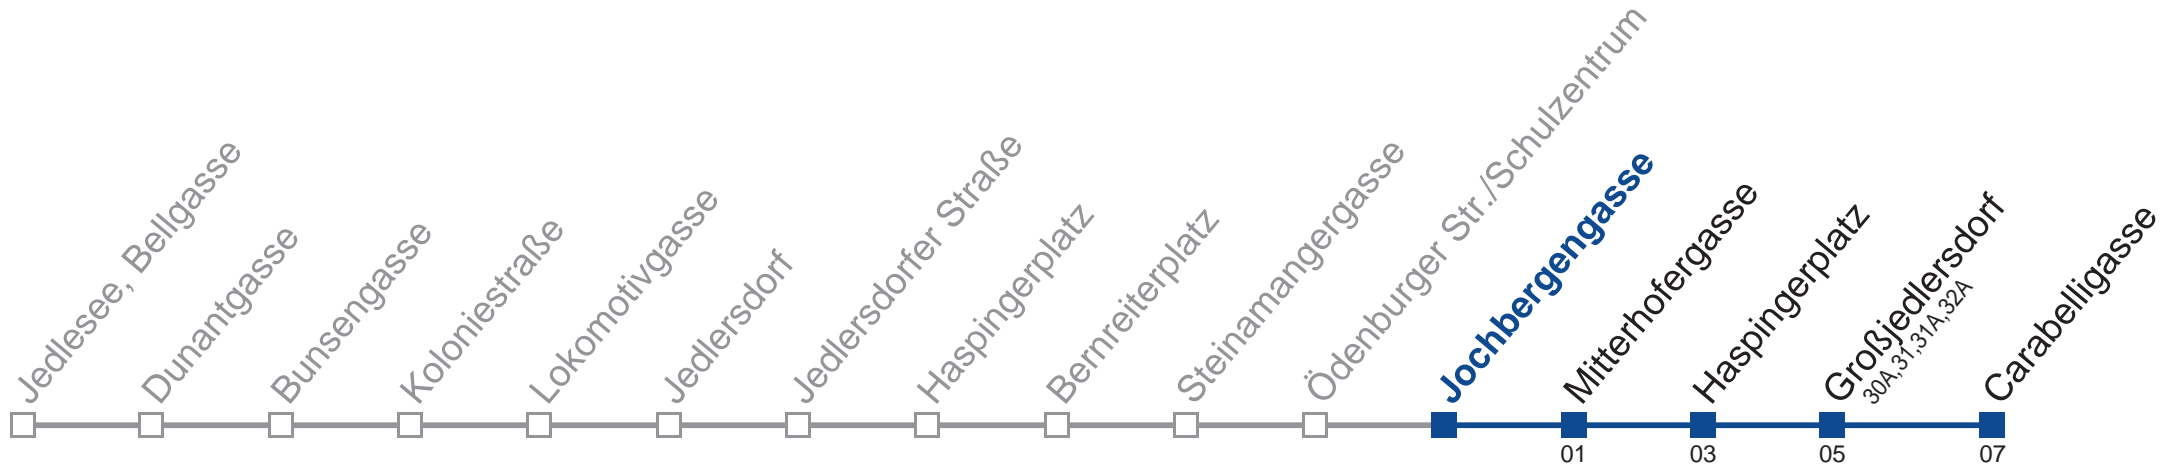 Jedlesee, Bellgasse
Dunantgasse
Bunsengasse
Koloniestraße
Lokomotivgasse
Jedlersdorf
Jedlersdorfer Straße
Haspingerplatz
Bernreiterplatz
Steinamangergasse
Ödenburger Str./Schulzentrum
Jochbergengasse
Mitterhofergasse
Haspingerplatz
Großjedlersdorf
30A,31,31A,32A
Carabelligasse
01
03
05
07